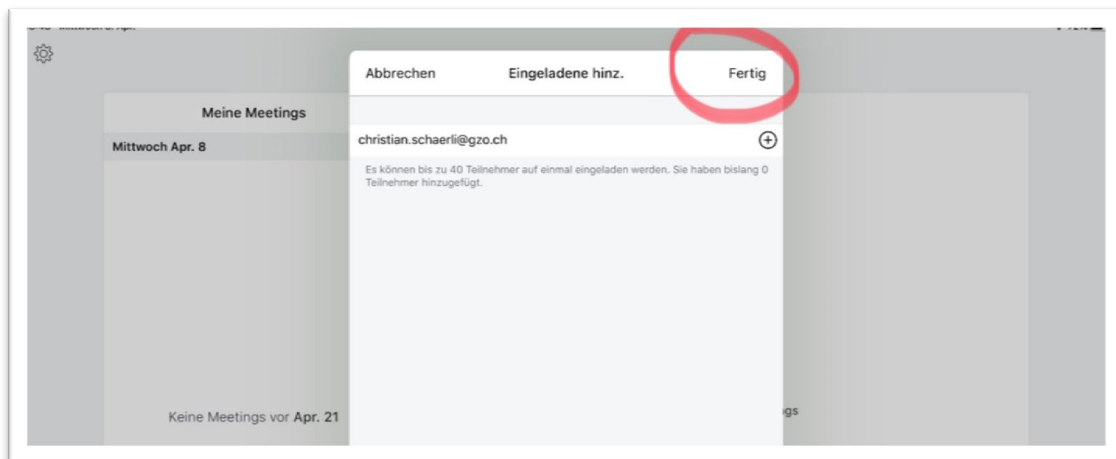 Abbrechen Eingeladene hinz. Fertig
Meine Meetings
Mittwoch Apr. 8
christian.schaerli@gzo.ch
Es können bis zu 40 Teilnehmer auf einmal eingeladen werden. Sie haben bislang 0
Teilnehmer hinzugefügt.
Keine Meetings vor Apr. 21